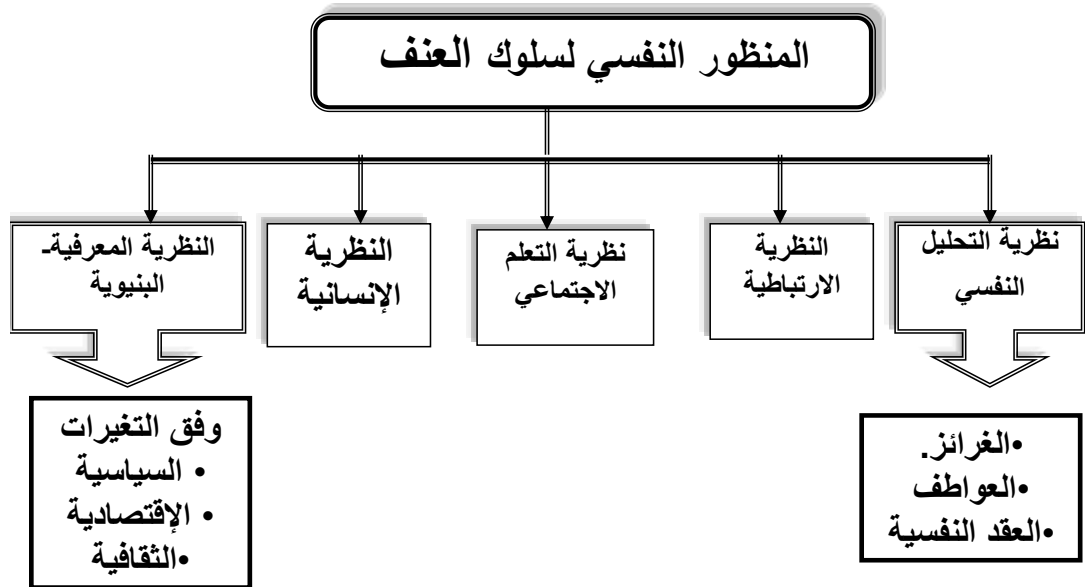 المنظور النفسي لسلوك العنف
نظرية التحليل
النفسي
النظرية
الارتباطية
نظرية التعلم
الاجتماعي
النظرية
الإنسانية
النظرية المعرفية-
البنيوية
•الغرائز.
•العواطف
•العقد النفسية
وفق التغيرات
• السياسية
• الإقتصادية
•الثقافية